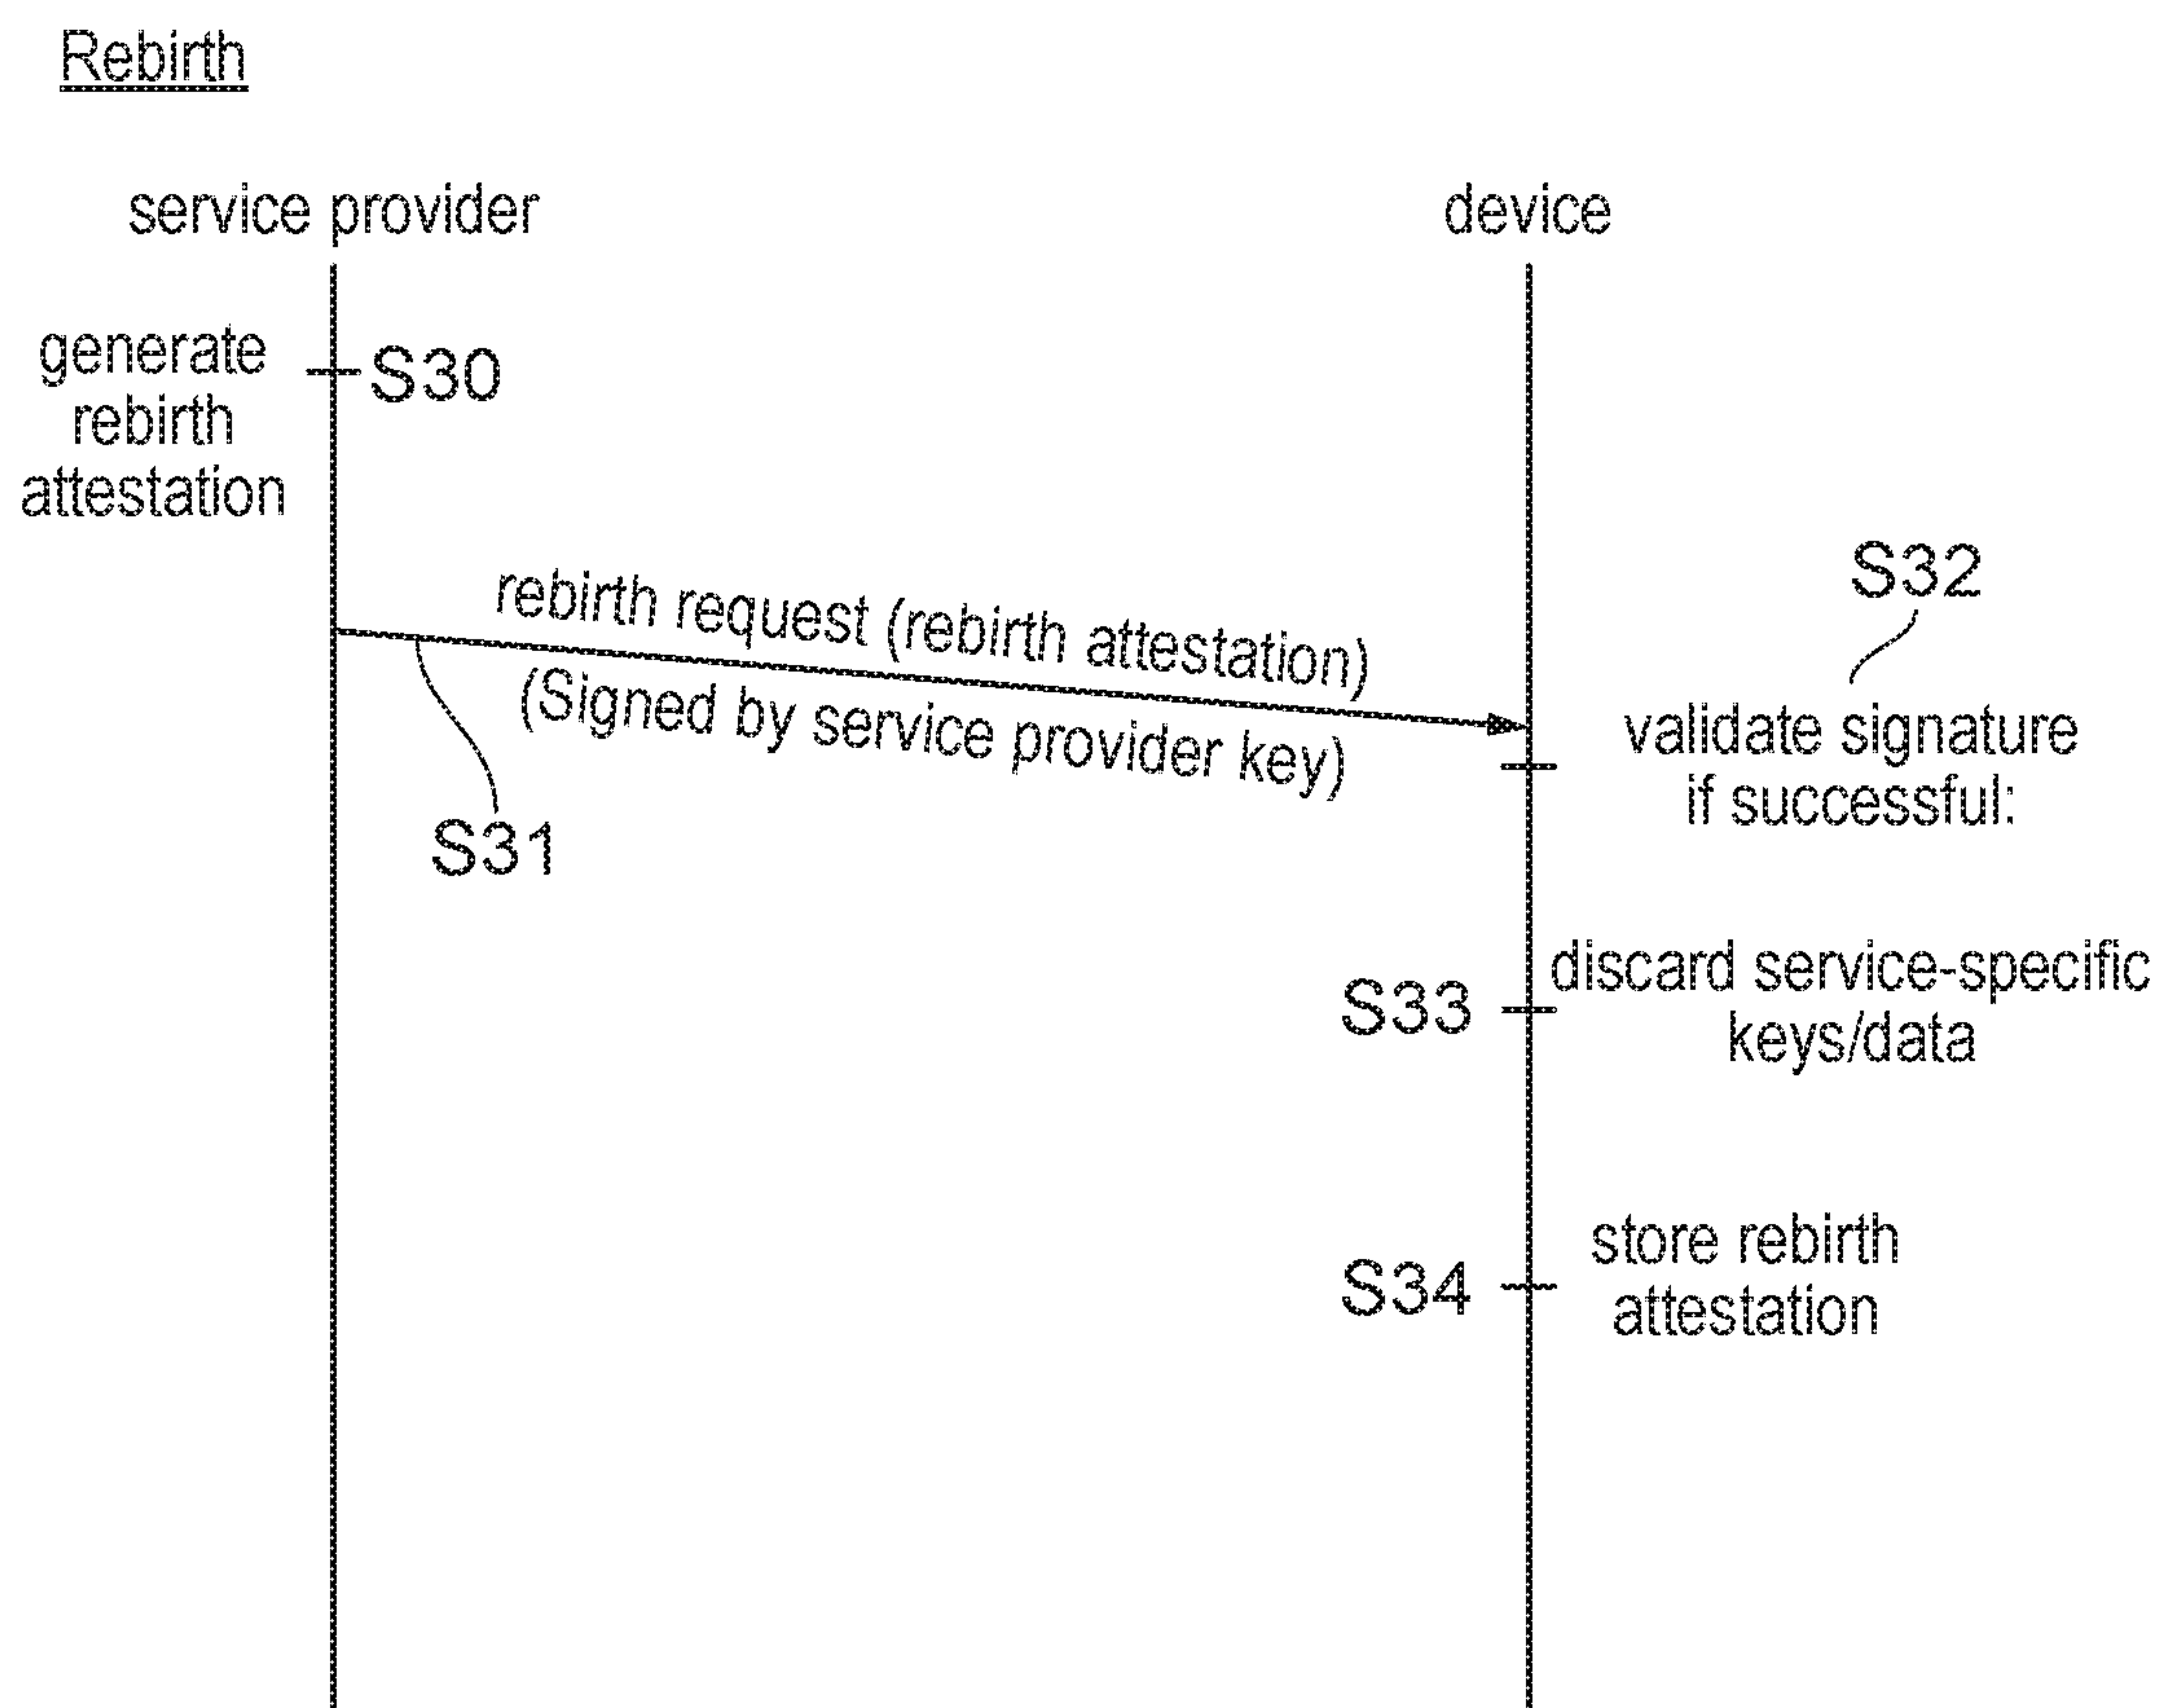 Rebirth
service provider
device
generate
rebirth
attestation
S30
rebirth request (rebirth attestation)
(Signed by service provider key)
S31
S32
validate signature
if successful:
S33
discard service-specific
keys/data
S34
store rebirth
attestation